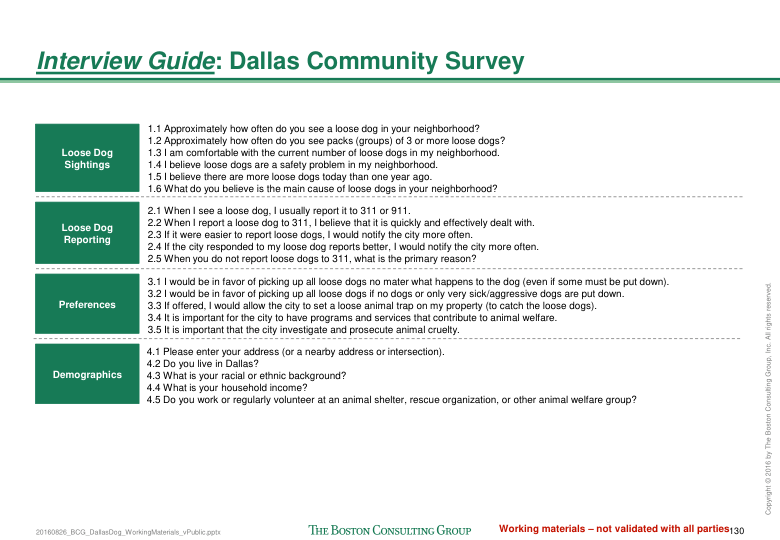 Interview Guide: Dallas Community Survey
Loose Dog
Sightings
1.1 Approximately how often do you see a loose dog in your neighborhood?
1.2 Approximately how often do you see packs (groups) of 3 or more loose dogs?
1.3 I am comfortable with the current number of loose dogs in my neighborhood.
1.4 I believe loose dogs are a safety problem in my neighborhood.
1.5 I believe there are more loose dogs today than one year ago.
1.6 What do you believe is the main cause of loose dogs in your neighborhood?
Loose Dog
Reporting
2.1 When I see a loose dog, I usually report it to 311 or 911.
2.2 When I report a loose dog to 311, I believe that it is quickly and effectively dealt with.
2.3 If it were easier to report loose dogs, I would notify the city more often.
2.4 If the city responded to my loose dog reports better, I would notify the city more often.
2.5 When you do not report loose dogs to 311, what is the primary reason?
Preferences
3.1 I would be in favor of picking up all loose dogs no mater what happens to the dog (even if some must be put down).
3.2 I would be in favor of picking up all loose dogs if no dogs or only very sick/aggressive dogs are put down.
3.3 If offered, I would allow the city to set a loose animal trap on my property (to catch the loose dogs).
3.4 It is important for the city to have programs and services that contribute to animal welfare.
3.5 It is important that the city investigate and prosecute animal cruelty.
Demographics
4.1 Please enter your address (or a nearby address or intersection).
4.2 Do you live in Dallas?
4.3 What is your racial or ethnic background?
4.4 What is your household income?
4.5 Do you work or regularly volunteer at an animal shelter, rescue organization, or other animal welfare group?
Copyright © 2016 by The Boston Consulting Group, Inc. All rights reserved.
20160826_BCG_DallasDog_WorkingMaterials_vPublic.pptx
THE BOSTON CONSULTING GROUP
Working materials – not validated with all parties
130